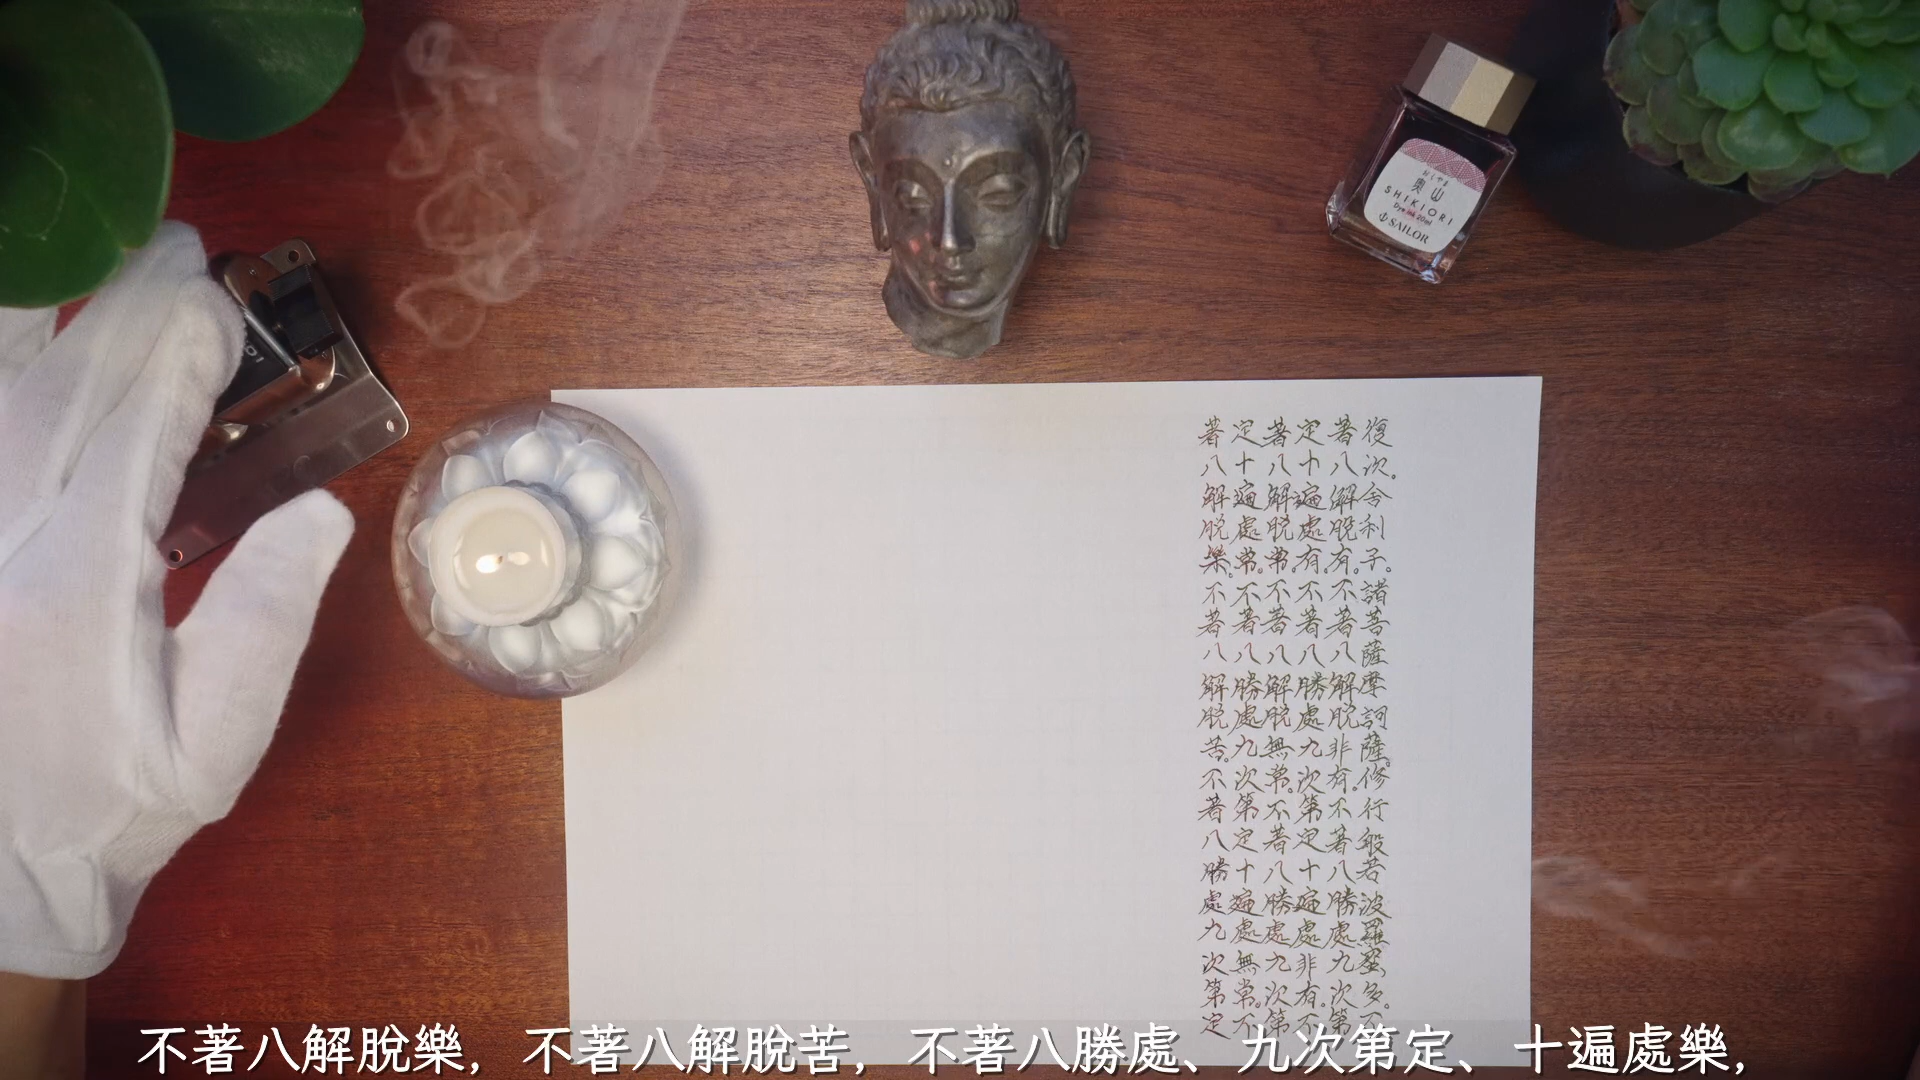 おくやま
奥山
SHIKIORI
Dye ink 20ml
SAILOR
復次。舍利子。諸菩薩摩訶薩。修行般若波羅蜜多。不
著八解脫有。不著八解脫非有。不著八勝處九次第
定十遍處有。不著八勝處九次第定十遍處非有。不
著八解脫常。不著八解脫無常。不著八勝處九次第
定十遍處常。不著八勝處九次第定十遍處無常。不
著八解脫樂。不著八解脫苦。不著八勝處九次第定
不著八解脫樂，不著八解脫苦，不著八勝處、九次第定、十遍處樂，